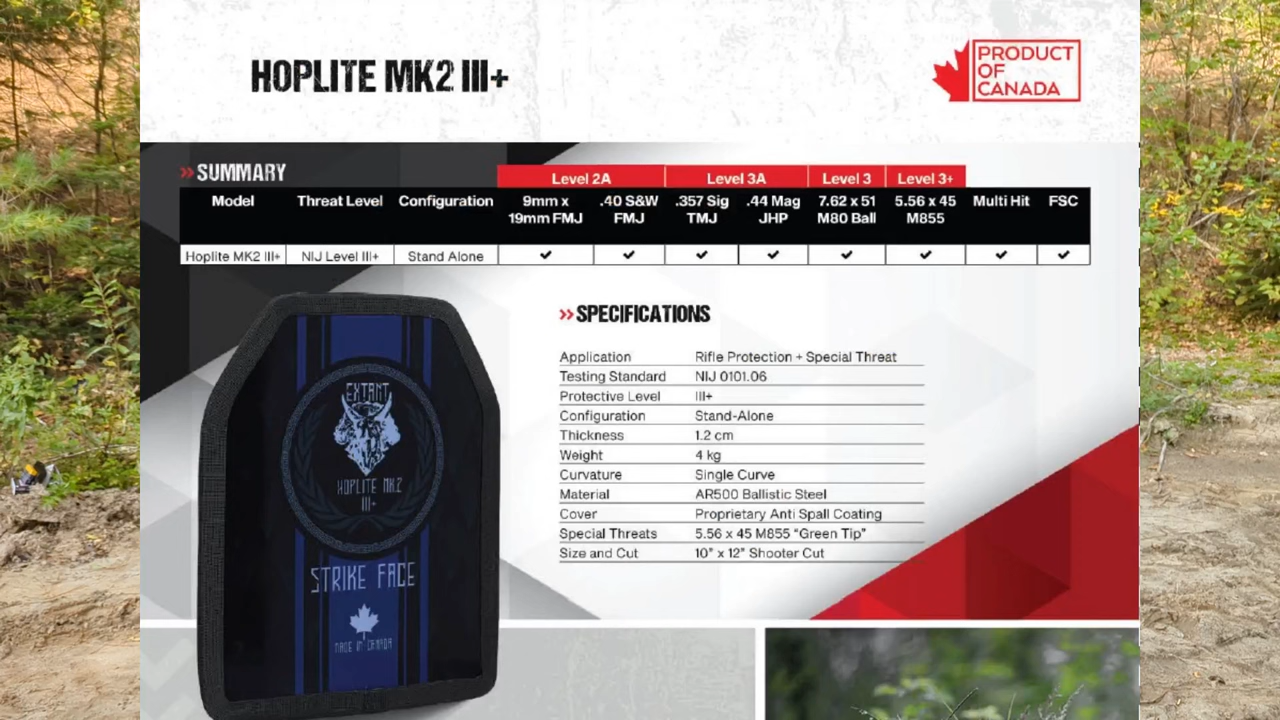 HOPLITE MK2 III+
PRODUCT
OF
CANADA
» SUMMARY
Level 2A Level 3A Level 3 Level 3+
Model Threat Level Configuration 9mm x 19mm FMJ .40 S&W FMJ .357 Sig TMJ .44 Mag JHP 7.62 x 51 M80 Ball 5.56 x 45 M855 Multi Hit FSC
Hoplite MK2 III+ NIJ Level III+ Stand Alone ✔ ✔ ✔ ✔ ✔ ✔ ✔ ✔
» SPECIFICATIONS
Application Rifle Protection + Special Threat
Testing Standard NIJ 0101.06
Protective Level III+
Configuration Stand-Alone
Thickness 1.2 cm
Weight 4 kg
Curvature Single Curve
Material AR500 Ballistic Steel
Cover Proprietary Anti Spall Coating
Special Threats 5.56 x 45 M855 “Green Tip”
Size and Cut 10” x 12” Shooter Cut
EXTANT
HOPLITE MK2
III+
STRIKE FACE
MADE IN CANADA